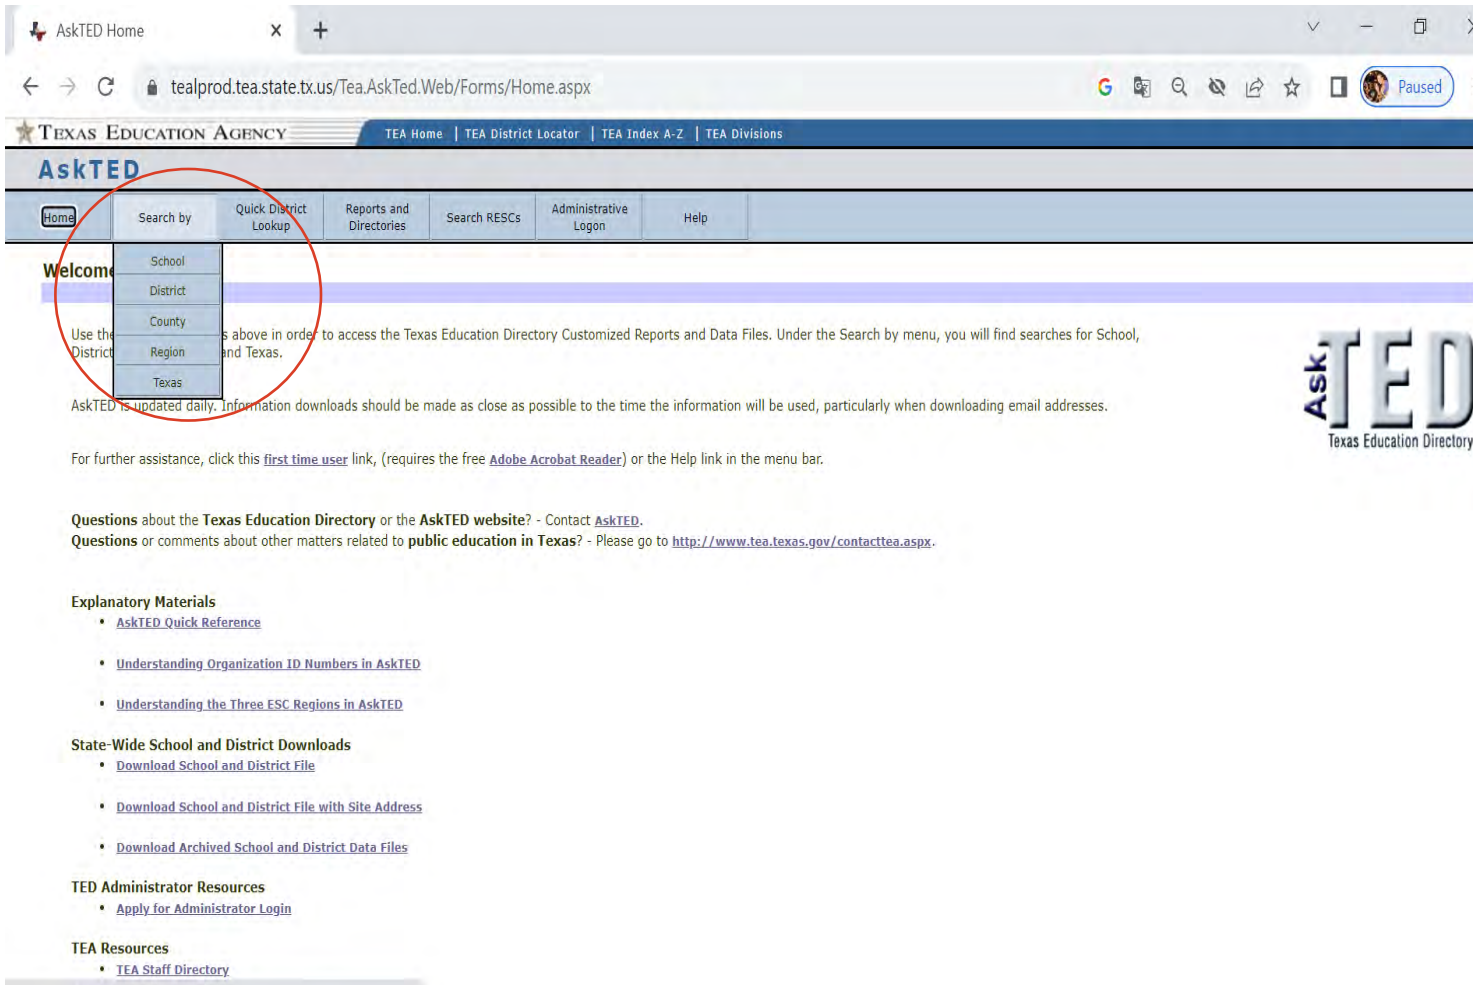 AskTED Home
tealprod.tea.state.tx.us/Tea.AskTed.Web/Forms/Home.aspx
Paused
TEXAS EDUCATION AGENCY
TEA Home | TEA District Locator | TEA Index A-Z | TEA Divisions
AskTED
Home
Search by
Quick District
Lookup
Reports and
Directories
Search RESCs
Administrative
Logon
Help
School
District
County
Region
Texas
Welcome
Use the above in order to access the Texas Education Directory Customized Reports and Data Files. Under the Search by menu, you will find searches for School,
District and Texas.
AskTED is updated daily. Information downloads should be made as close as possible to the time the information will be used, particularly when downloading email addresses.
For further assistance, click this first time user link, (requires the free Adobe Acrobat Reader) or the Help link in the menu bar.
Questions about the Texas Education Directory or the AskTED website? - Contact AskTED.
Questions or comments about other matters related to public education in Texas? - Please go to http://www.tea.texas.gov/contacttea.aspx.
Ask TED
Texas Education Directory
Explanatory Materials
• AskTED Quick Reference
• Understanding Organization ID Numbers in AskTED
• Understanding the Three ESC Regions in AskTED
State-Wide School and District Downloads
• Download School and District File
• Download School and District File with Site Address
• Download Archived School and District Data Files
TED Administrator Resources
• Apply for Administrator Login
TEA Resources
• TEA Staff Directory